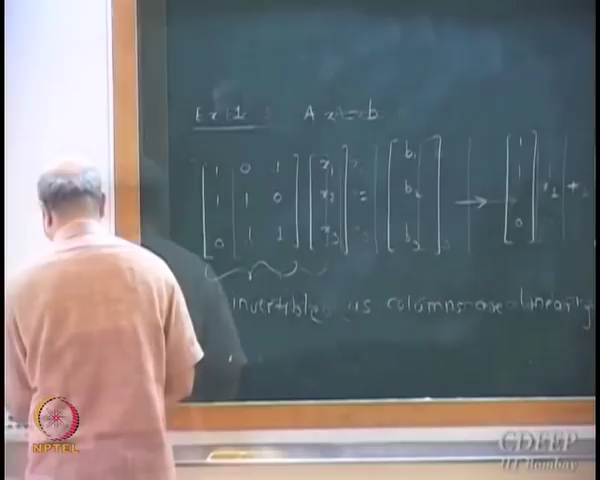 Ex 1 A x = b
[1 0 1] [x1] = [b1] → [1]
[1 1 0] [x2] [b2] [1] x1 +
[0 1 1] [x3] [b3] [0]
invertible as columns are linearly
NPTEL
CDEEP
IIT Bombay